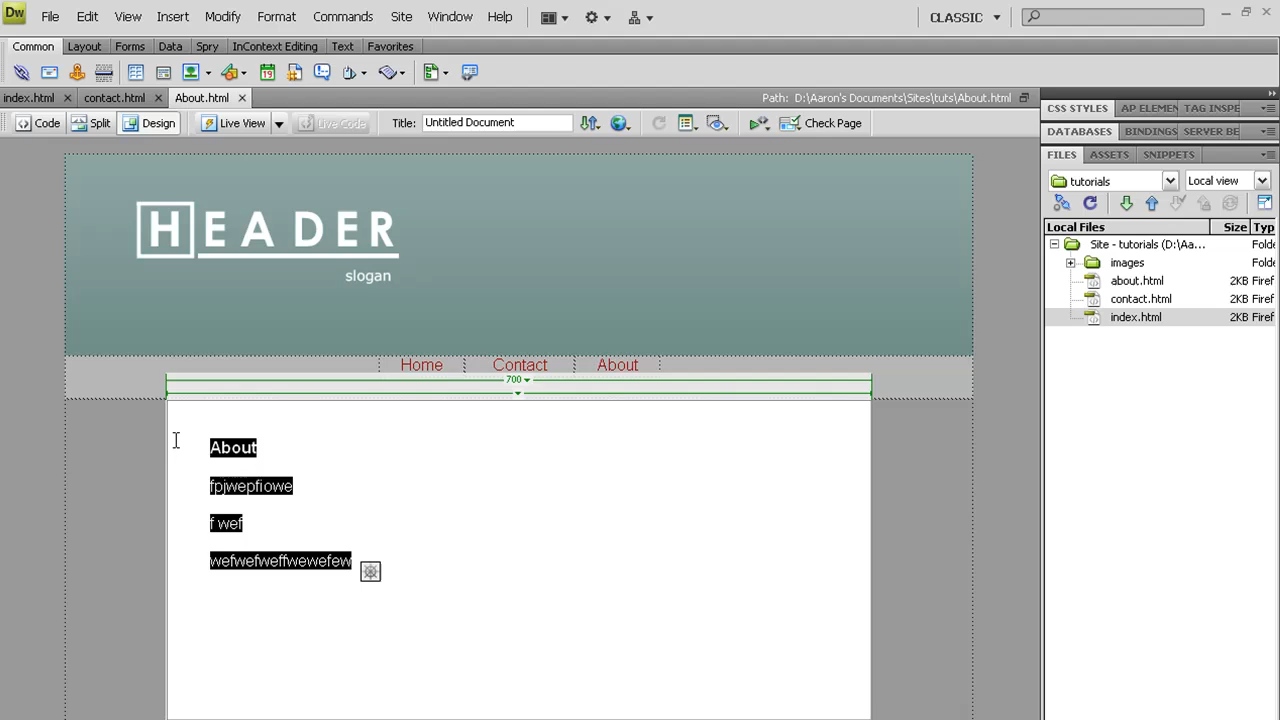 Dw File Edit View Insert Modify Format Commands Site Window Help CLASSIC
Common Layout Forms Data Spry InContext Editing Text Favorites
index.html contact.html About.html Path: D:\Aaron's Documents\Sites\tuts\About.html
Code Split Design Live View Live Code Title: Untitled Document Check Page
CSS STYLES AP ELEMEN TAG INSPE
DATABASES BINDINGS SERVER BE
FILES ASSETS SNIPPETS
tutorials Local view
Local Files Size Typ
Site - tutorials (D:\Aa... Folde
images Folde
about.html 2KB Firef
contact.html 2KB Firef
index.html 2KB Firef
HEADER
slogan
Home Contact About
700
About
fpjwepfiowe
f wef
wefwefweffwewefew